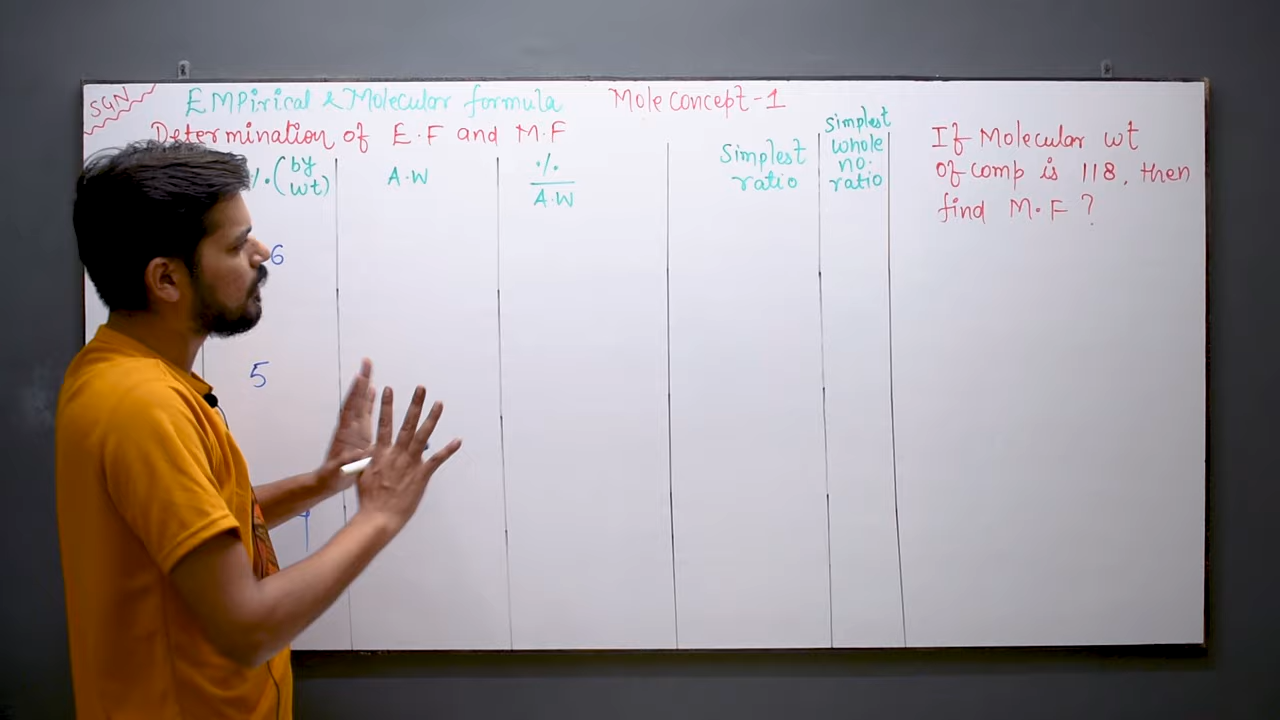 SGN
EMPirical & Molecular formula
Mole Concept-1
Determination of E.F and M.F
%.(by wt)
A.W
%.
A.W
Simplest
ratio
simplest
whole
no.
ratio
If Molecular wt
of comp is 118, then
find M.F ?
6
5